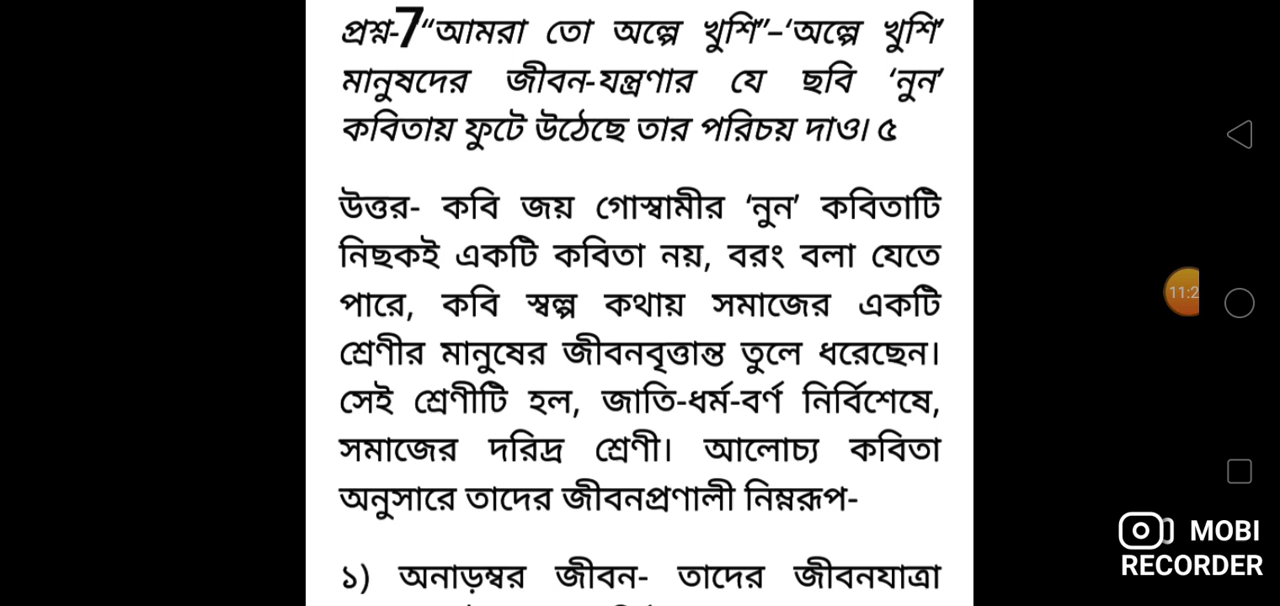 প্রশ্ন-7“আমরা তো অল্পে খুশি”–‘অল্পে খুশি’
মানুষদের জীবন-যন্ত্রণার যে ছবি ‘নুন’
কবিতায় ফুটে উঠেছে তার পরিচয় দাও। ৫
উত্তর- কবি জয় গোস্বামীর ‘নুন’ কবিতাটি
নিছকই একটি কবিতা নয়, বরং বলা যেতে
পারে, কবি স্বল্প কথায় সমাজের একটি
শ্রেণীর মানুষের জীবনবৃত্তান্ত তুলে ধরেছেন।
সেই শ্রেণীটি হল, জাতি-ধর্ম-বর্ণ নির্বিশেষে,
সমাজের দরিদ্র শ্রেণী। আলোচ্য কবিতা
অনুসারে তাদের জীবনপ্রণালী নিম্নরূপ-
১) অনাড়ম্বর জীবন- তাদের জীবনযাত্রা
11:2
MOBI
RECORDER